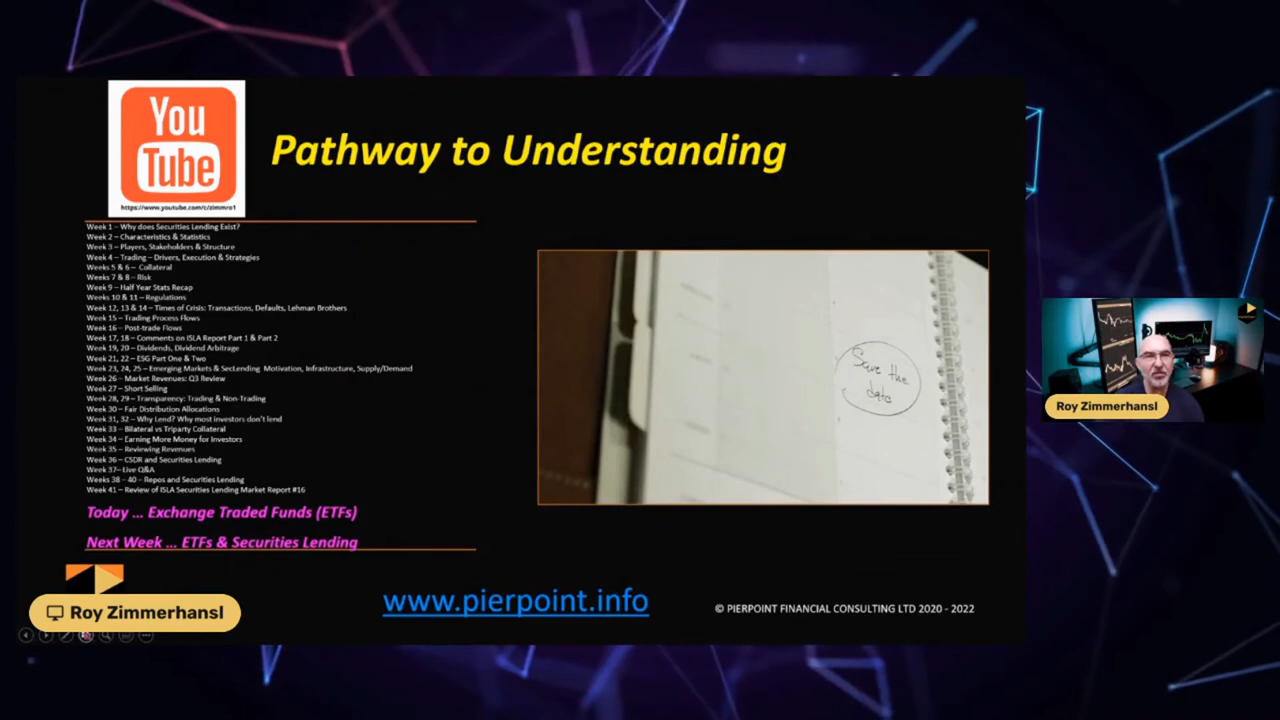 You
Tube
https://www.youtube.com/c/zimmro1
Pathway to Understanding
Week 1 – Why does Securities Lending Exist?
Week 2 – Characteristics & Statistics
Week 3 – Players, Stakeholders & Structure
Week 4 – Trading – Drivers, Execution & Strategies
Weeks 5 & 6 – Collateral
Weeks 7 & 8 – Risk
Week 9 – Half Year Stats Recap
Weeks 10 & 11 – Regulations
Week 12, 13 & 14 – Times of Crisis: Transactions, Defaults, Lehman Brothers
Week 15 – Trading Process Flows
Week 16 – Post-trade Flows
Week 17, 18 – Comments on ISLA Report Part 1 & Part 2
Week 19, 20 – Dividends, Dividend Arbitrage
Week 21, 22 – ESG Part One & Two
Week 23, 24, 25 – Emerging Markets & SecLending Motivation, Infrastructure, Supply/Demand
Week 26 – Market Revenues: Q3 Review
Week 27 – Short Selling
Week 28, 29 – Transparency: Trading & Non-Trading
Week 30 – Fair Distribution Allocations
Week 31, 32 – Why Lend? Why most investors don't lend
Week 33 – Bilateral vs Triparty Collateral
Week 34 – Earning More Money for Investors
Week 35 – Reviewing Revenues
Week 36 – CSDR and Securities Lending
Week 37– Live Q&A
Weeks 38 – 40 - Repos and Securities Lending
Week 41 – Review of ISLA Securities Lending Market Report #16
Today ... Exchange Traded Funds (ETFs)
Next Week ... ETFs & Securities Lending
Save the
date
www.pierpoint.info
© PIERPOINT FINANCIAL CONSULTING LTD 2020 - 2022
Roy Zimmerhansl
Roy Zimmerhansl